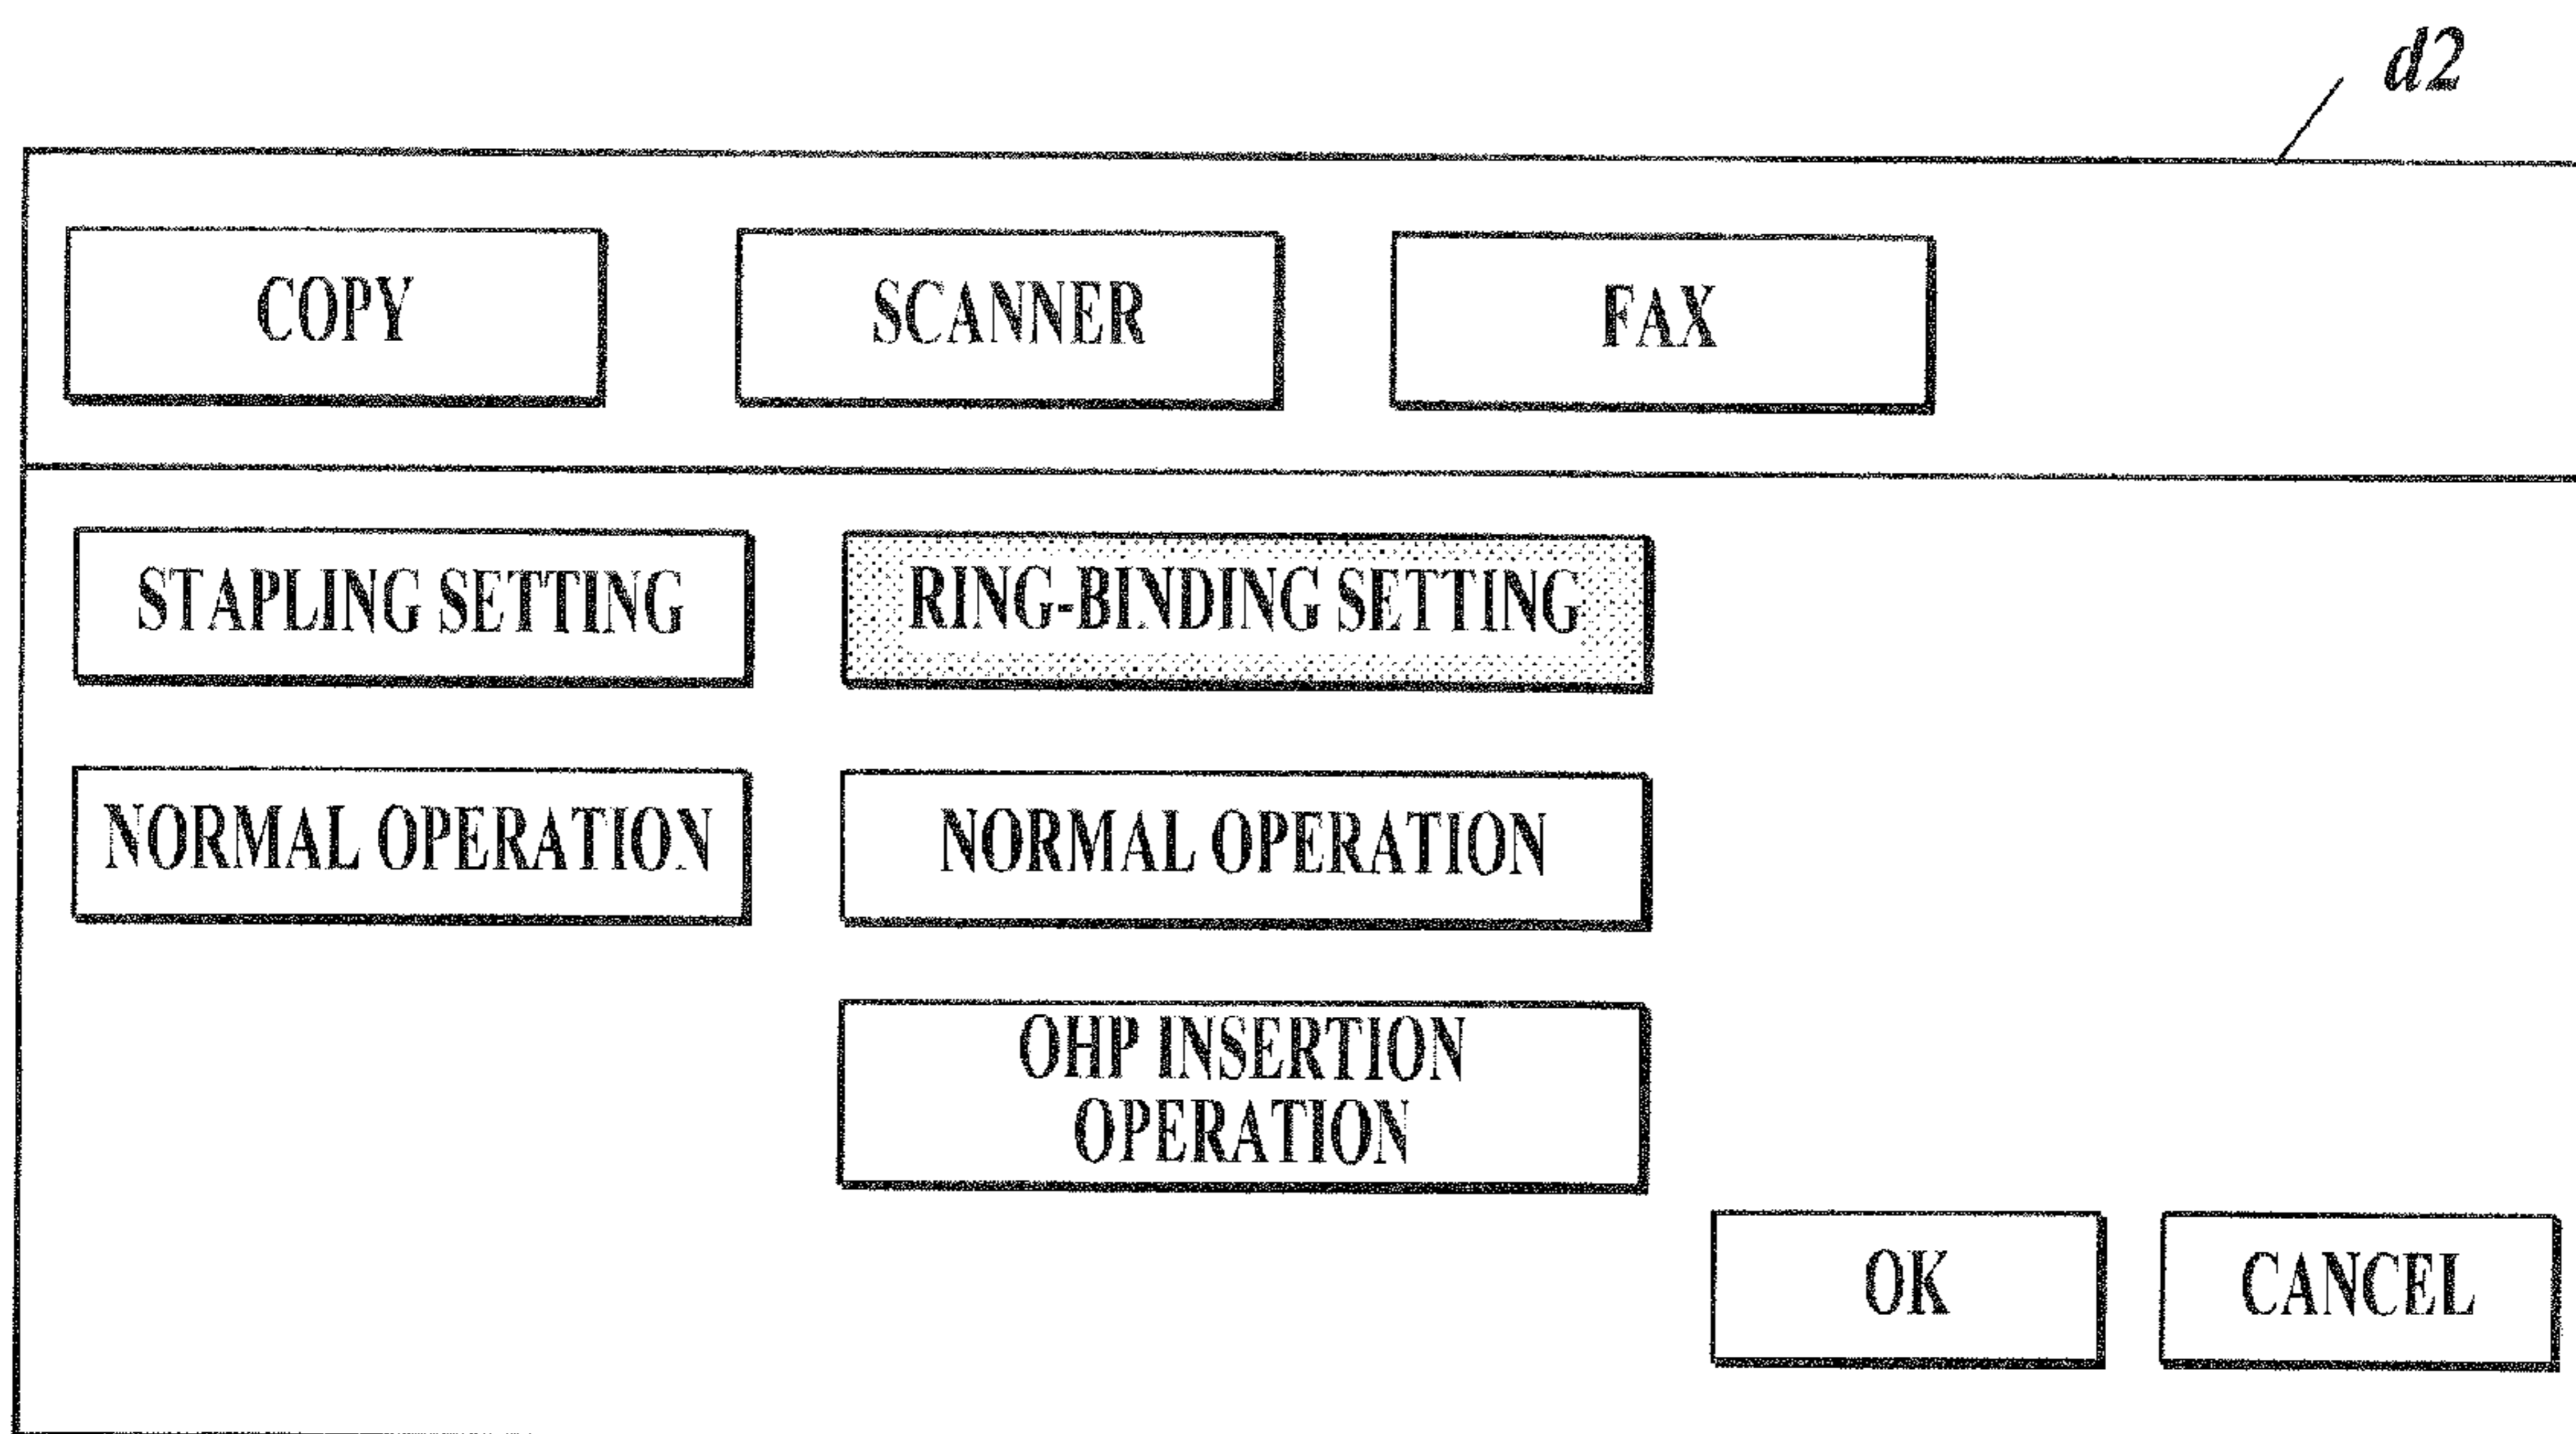 d2
COPY
SCANNER
FAX
STAPLING SETTING
RING-BINDING SETTING
NORMAL OPERATION
NORMAL OPERATION
OHP INSERTION
OPERATION
OK
CANCEL